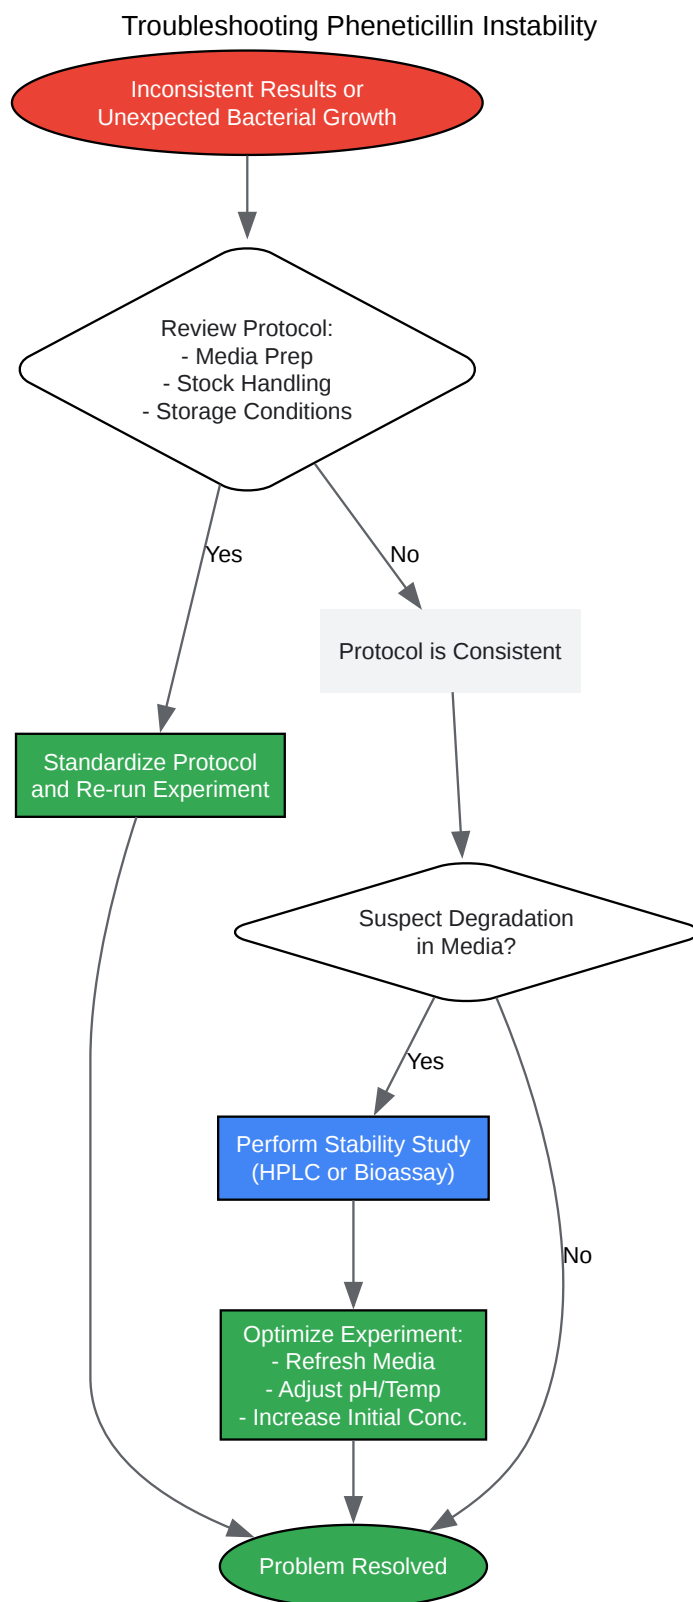 Troubleshooting Pheneticillin Instability
Inconsistent Results or
Unexpected Bacterial Growth
Review Protocol:
- Media Prep
- Stock Handling
- Storage Conditions
Yes
No
Protocol is Consistent
Standardize Protocol
and Re-run Experiment
Suspect Degradation
in Media?
Yes
Perform Stability Study
(HPLC or Bioassay)
No
Optimize Experiment:
- Refresh Media
- Adjust pH/Temp
- Increase Initial Conc.
Problem Resolved